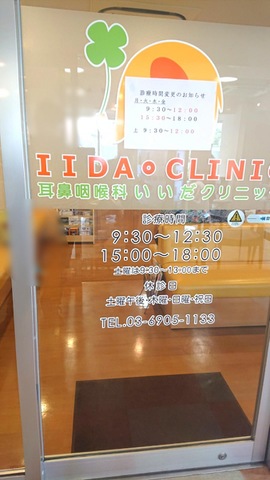 診療時間変更のお知らせ
月・火・水・金
9:30~12:00
15:30~18:00
土 9:30~12:00
IIDA CLINI
耳鼻咽喉科いいだクリニッ
診療時間
9:30~12:30
15:00~18:00
土曜は9:30~13:00まで
休診日
土曜午後・木曜・日曜・祝日
TEL.03-6905-1133